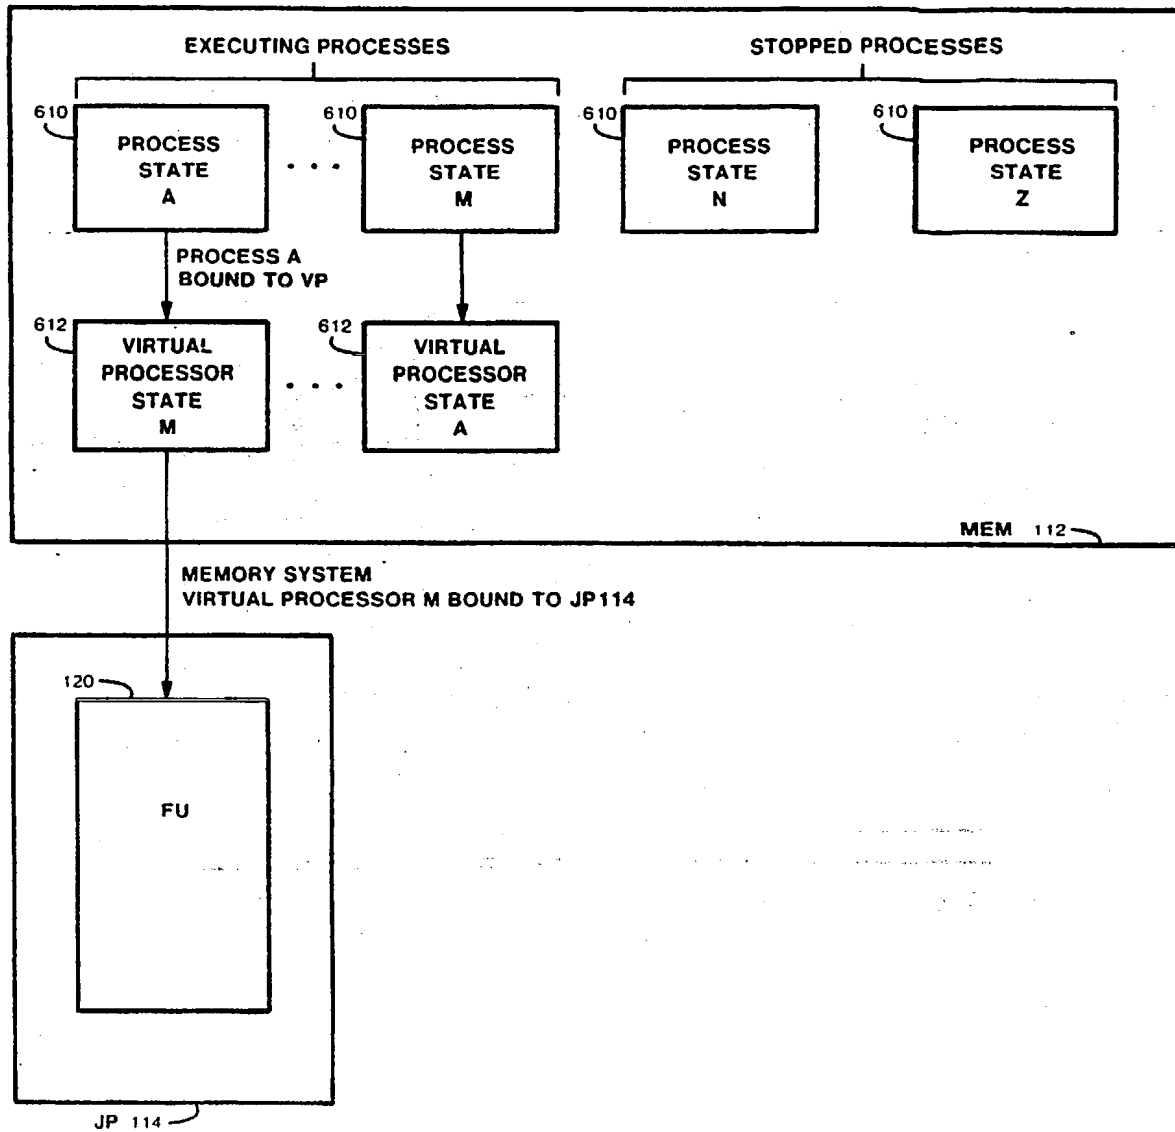 EXECUTING PROCESSES
STOPPED PROCESSES
610
PROCESS
STATE
A
610
PROCESS
STATE
M
610
PROCESS
STATE
N
610
PROCESS
STATE
Z
PROCESS A
BOUND TO VP
612
VIRTUAL
PROCESSOR
STATE
M
612
VIRTUAL
PROCESSOR
STATE
A
MEM 112
MEMORY SYSTEM
VIRTUAL PROCESSOR M BOUND TO JP114
120
FU
JP 114